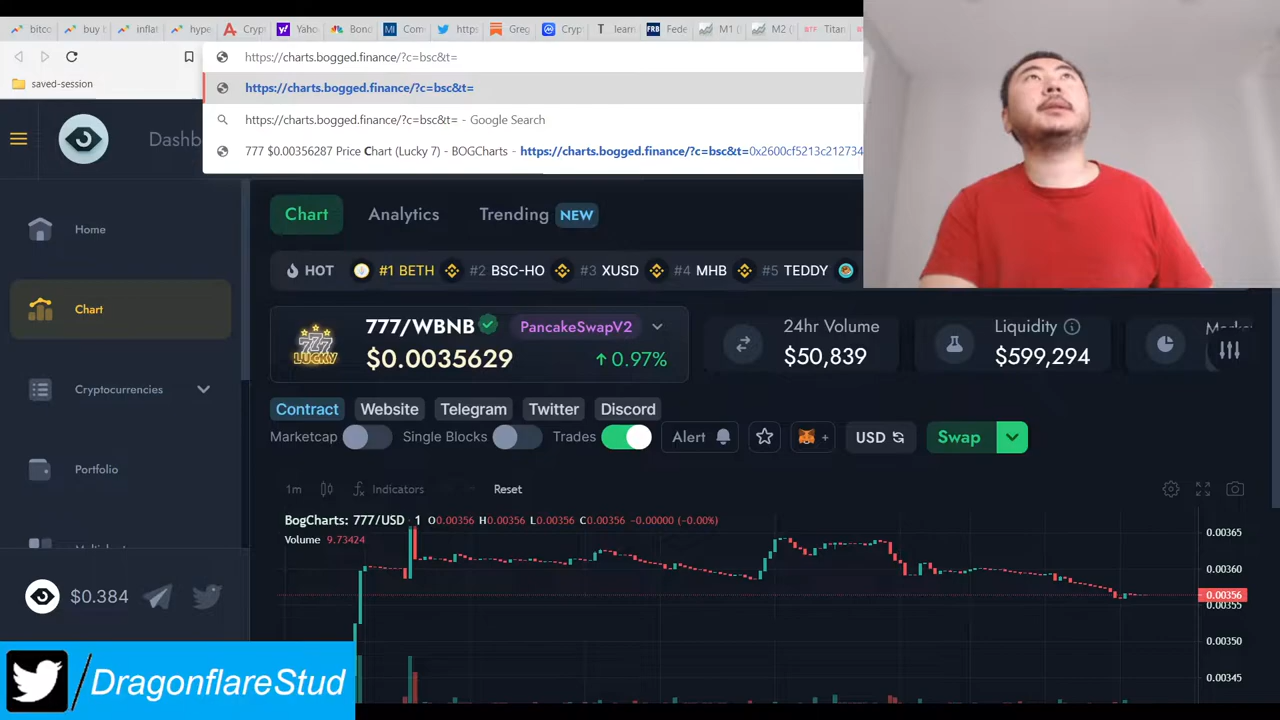 bitco
buy l
inflat
hype
Crypt
Yaho
Bond
Com
https
Greg
Cryp
learn
Fede
M1 (
M2 (
Titan
https://charts.bogged.finance/?c=bsc&t=
saved-session
https://charts.bogged.finance/?c=bsc&t=
https://charts.bogged.finance/?c=bsc&t= - Google Search
777 $0.00356287 Price Chart (Lucky 7) - BOGCharts - https://charts.bogged.finance/?c=bsc&t=0x2600cf5213c212734
Dashb
Home
Chart
Cryptocurrencies
Portfolio
$0.384
Chart
Analytics
Trending NEW
HOT #1 BETH #2 BSC-HO #3 XUSD #4 MHB #5 TEDDY
777 LUCKY
777/WBNB PancakeSwapV2
$0.0035629 ↑ 0.97%
24hr Volume
$50,839
Liquidity
$599,294
Contract Website Telegram Twitter Discord
Marketcap Single Blocks Trades Alert + USD Swap
1m Indicators Reset
BogCharts: 777/USD · 1 O0.00356 H0.00356 L0.00356 C0.00356 -0.00000 (-0.00%)
Volume 9.73424
0.00365
0.00360
0.00356
0.00355
0.00350
0.00345
/DragonflareStud